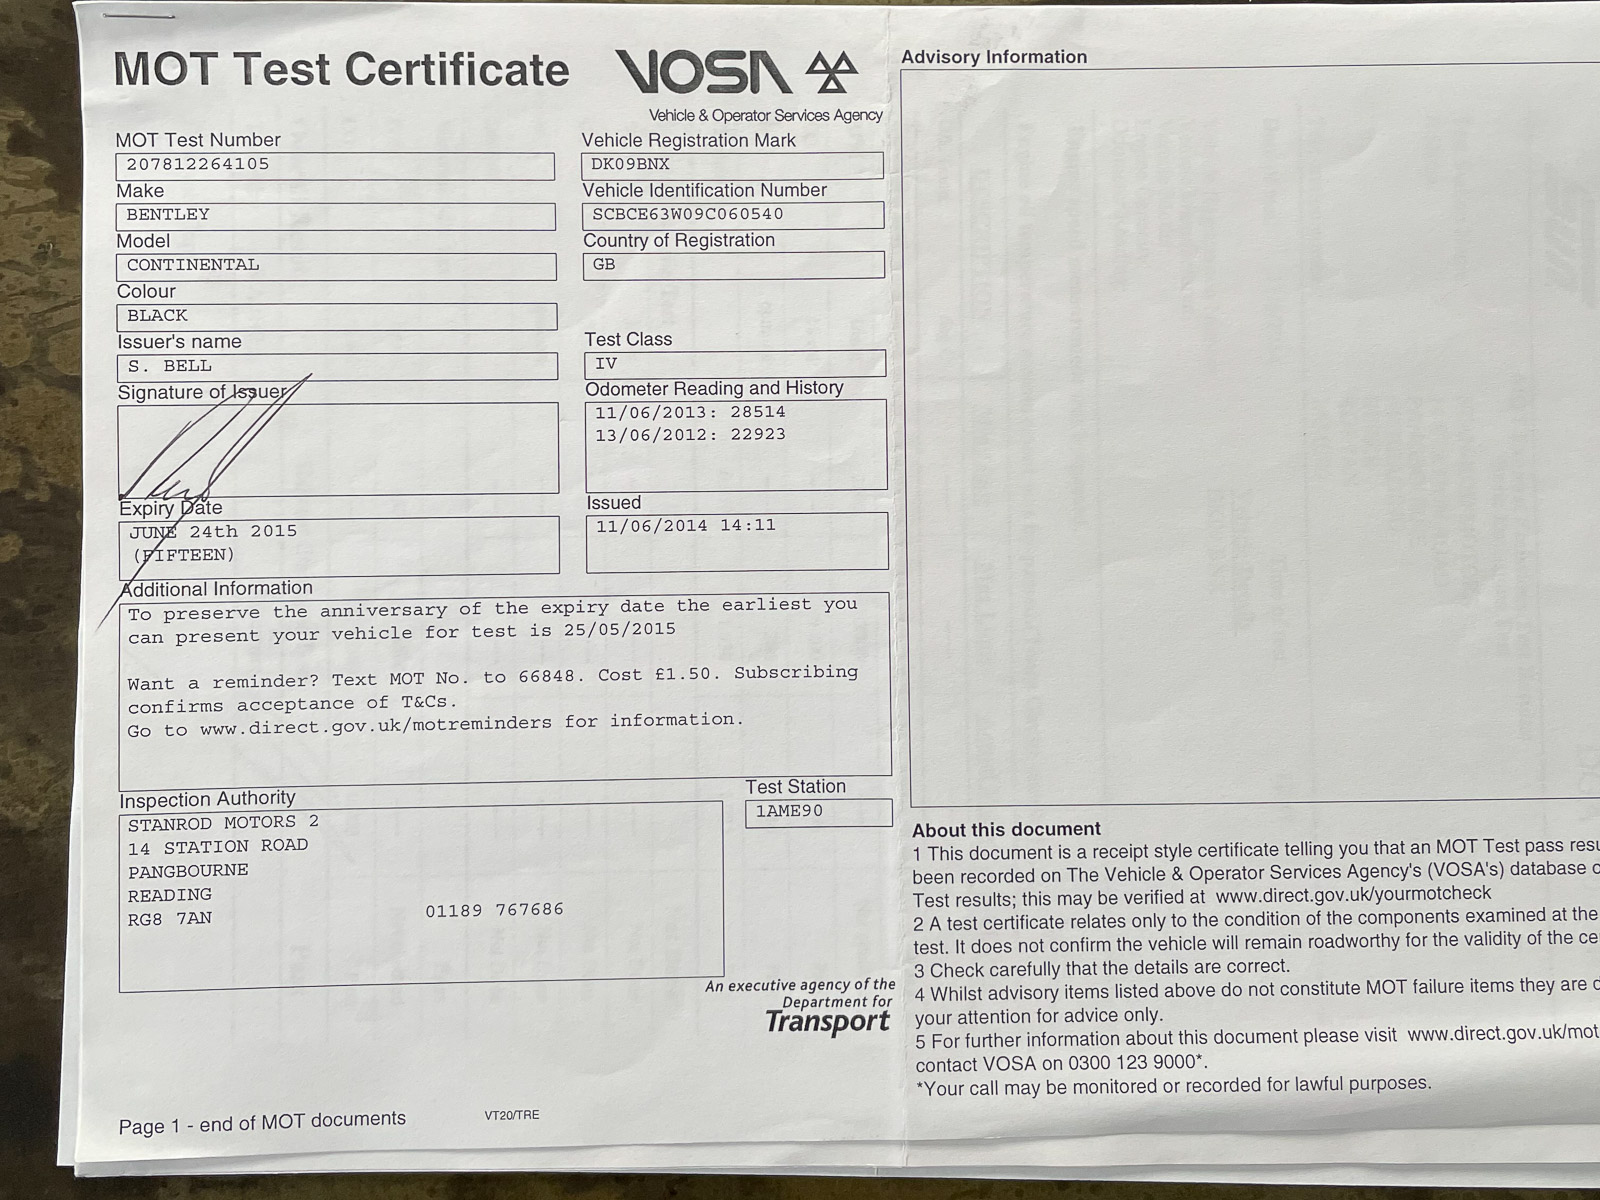 MOT Test Certificate
VOSA
Vehicle & Operator Services Agency
MOT Test Number
207812264105
Vehicle Registration Mark
DK09BNX
Make
BENTLEY
Vehicle Identification Number
SCBCE63W09C060540
Model
CONTINENTAL
Country of Registration
GB
Colour
BLACK
Issuer's name
S. BELL
Test Class
IV
Signature of Issuer
Odometer Reading and History
11/06/2013: 28514
13/06/2012: 22923
Expiry Date
JUNE 24th 2015
(FIFTEEN)
Issued
11/06/2014 14:11
Additional Information
To preserve the anniversary of the expiry date the earliest you
can present your vehicle for test is 25/05/2015
Want a reminder? Text MOT No. to 66848. Cost £1.50. Subscribing
confirms acceptance of T&Cs.
Go to www.direct.gov.uk/motreminders for information.
Inspection Authority
STANROD MOTORS 2
14 STATION ROAD
PANGBOURNE
READING
RG8 7AN
01189 767686
Test Station
1AME90
An executive agency of the
Department for
Transport
Page 1 - end of MOT documents
VT20/TRE
Advisory Information
About this document
1 This document is a receipt style certificate telling you that an MOT Test pass
been recorded on The Vehicle & Operator Services Agency's (VOSA's) database
Test results; this may be verified at www.direct.gov.uk/yourmotcheck
2 A test certificate relates only to the condition of the components examined at the
test. It does not confirm the vehicle will remain roadworthy for the validity of the
3 Check carefully that the details are correct.
4 Whilst advisory items listed above do not constitute MOT failure items they are
your attention for advice only.
5 For further information about this document please visit www.direct.gov.uk/mot
contact VOSA on 0300 123 9000*.
*Your call may be monitored or recorded for lawful purposes.